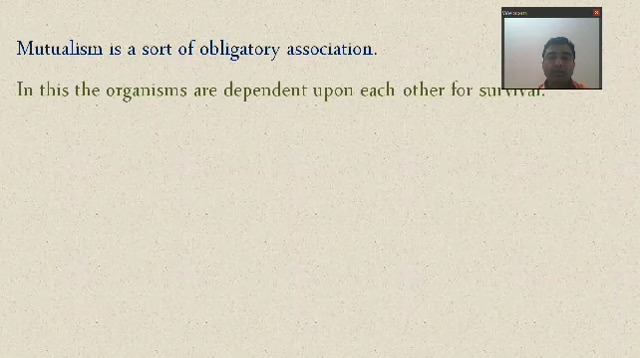 Mutualism is a sort of obligatory association.
In this the organisms are dependent upon each other for survival.